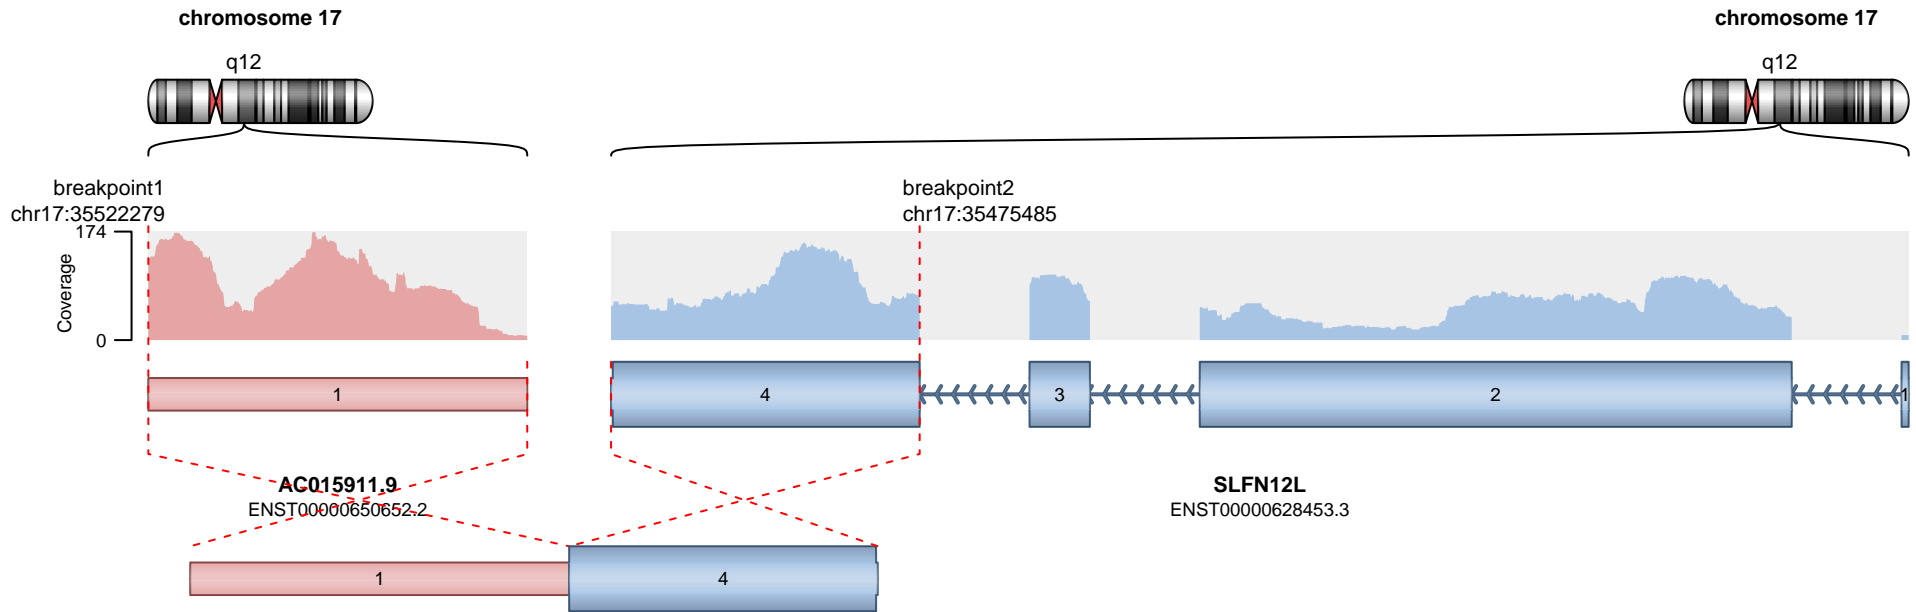 chromosome 17
chromosome 17
q12
q12
breakpoint1
chr17:35522279
breakpoint2
chr17:35475485
174
Coverage
0
1
4
3
2
1
AC015911.9
ENST00000650652.2
SLFN12L
ENST00000628453.3
1
4